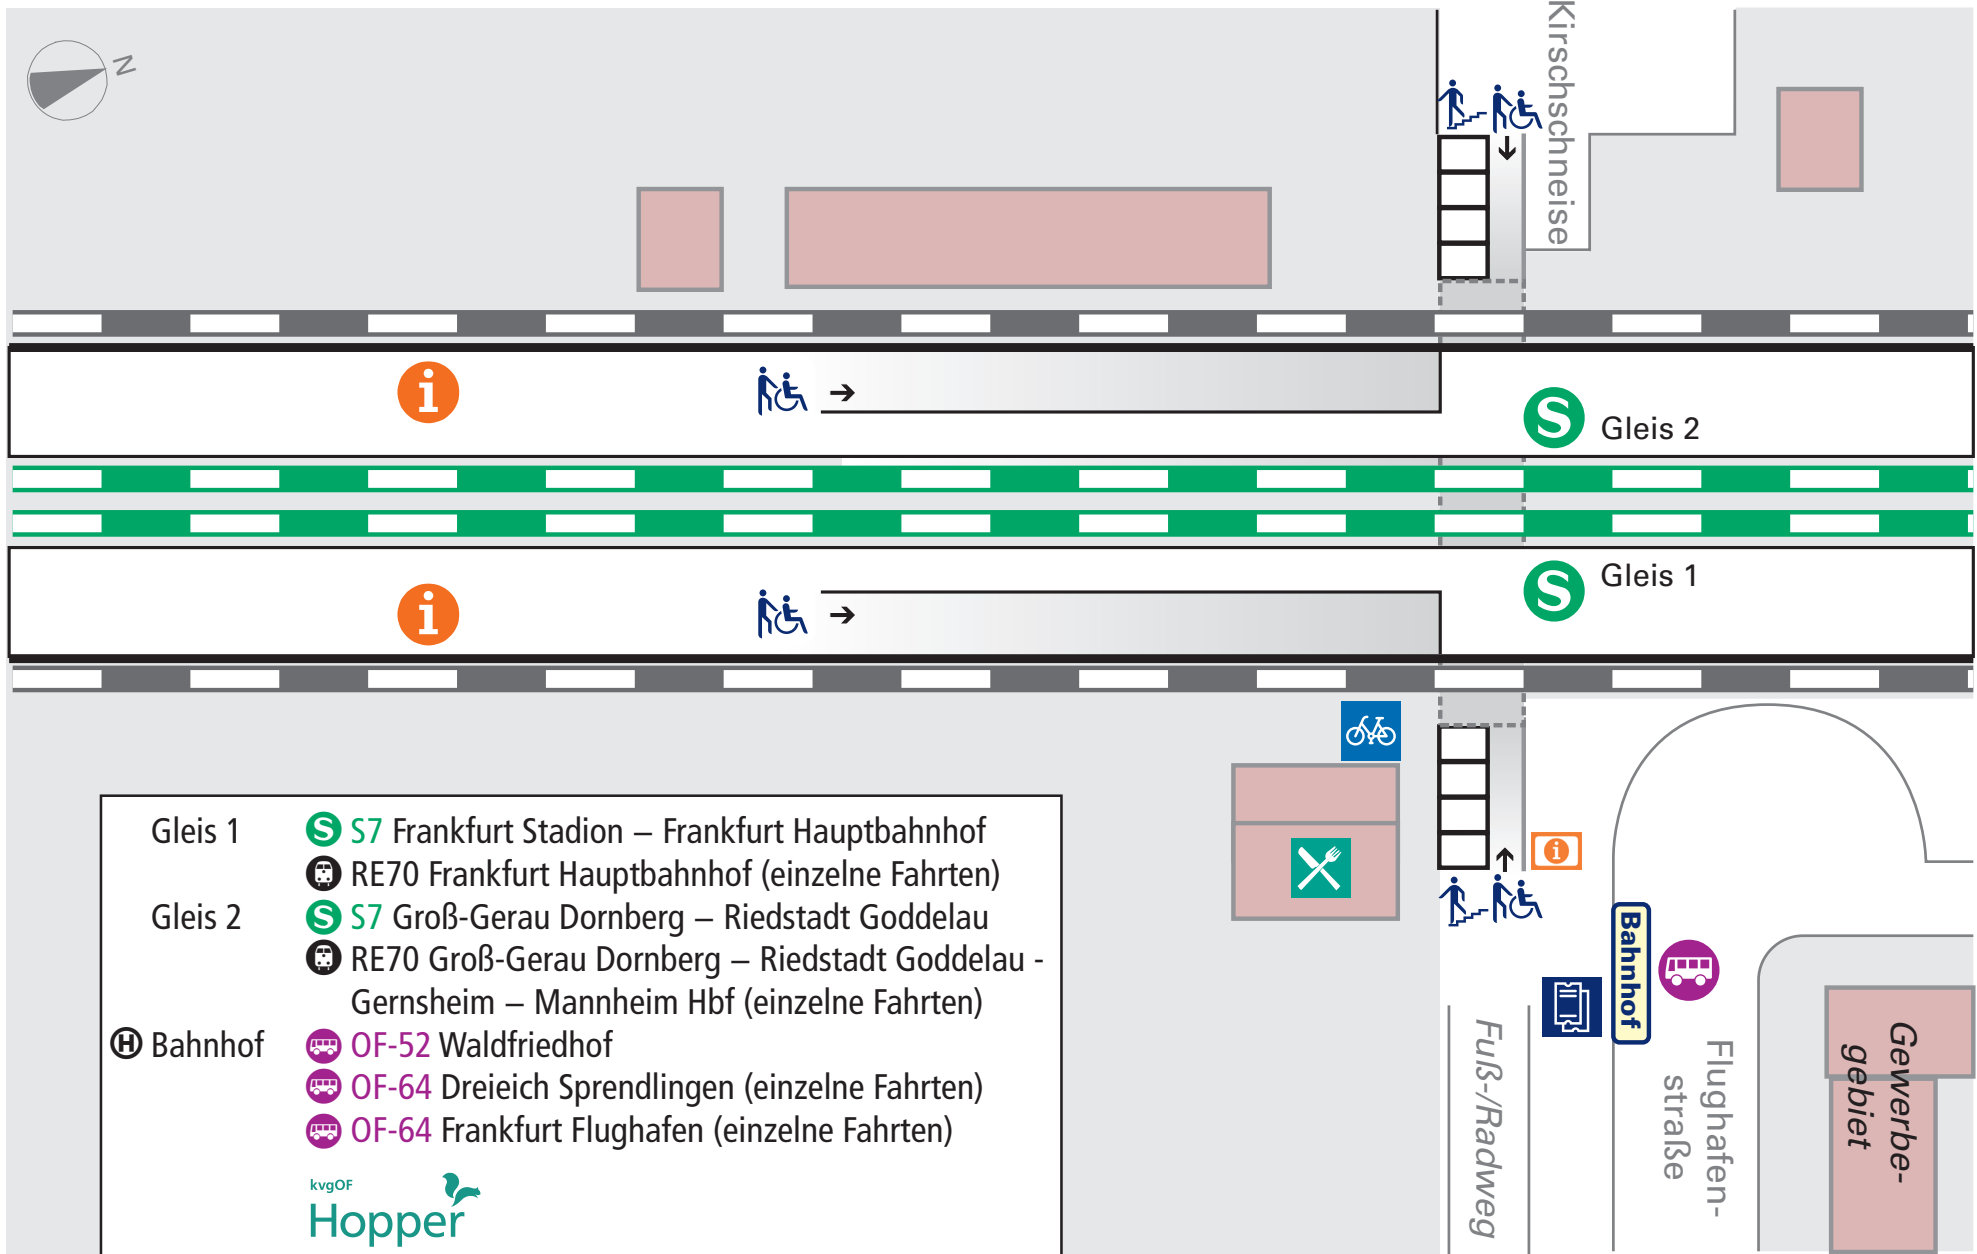 N
Kirschschneise
i
S
Gleis 2
i
S
Gleis 1
Gleis 1
S S7 Frankfurt Stadion – Frankfurt Hauptbahnhof
RE70 Frankfurt Hauptbahnhof (einzelne Fahrten)
Gleis 2
S S7 Groß-Gerau Dornberg – Riedstadt Goddelau
RE70 Groß-Gerau Dornberg – Riedstadt Goddelau -
Gernsheim – Mannheim Hbf (einzelne Fahrten)
H Bahnhof
OF-52 Waldfriedhof
OF-64 Dreieich Sprendlingen (einzelne Fahrten)
OF-64 Frankfurt Flughafen (einzelne Fahrten)
kvgOF
Hopper
i
Bahnhof
Fuß-/Radweg
Flughafen-
straße
Gewerbe-
gebiet